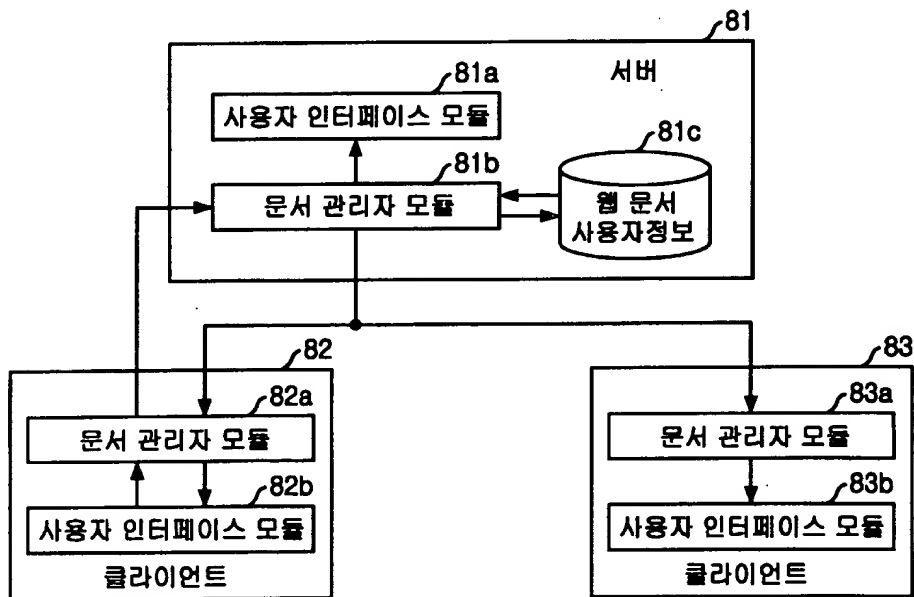 81
서버
81a
사용자 인터페이스 모듈
81c
81b
문서 관리자 모듈
웹 문서
사용자정보
82
83
82a
문서 관리자 모듈
83a
문서 관리자 모듈
82b
사용자 인터페이스 모듈
83b
사용자 인터페이스 모듈
클라이언트
클라이언트